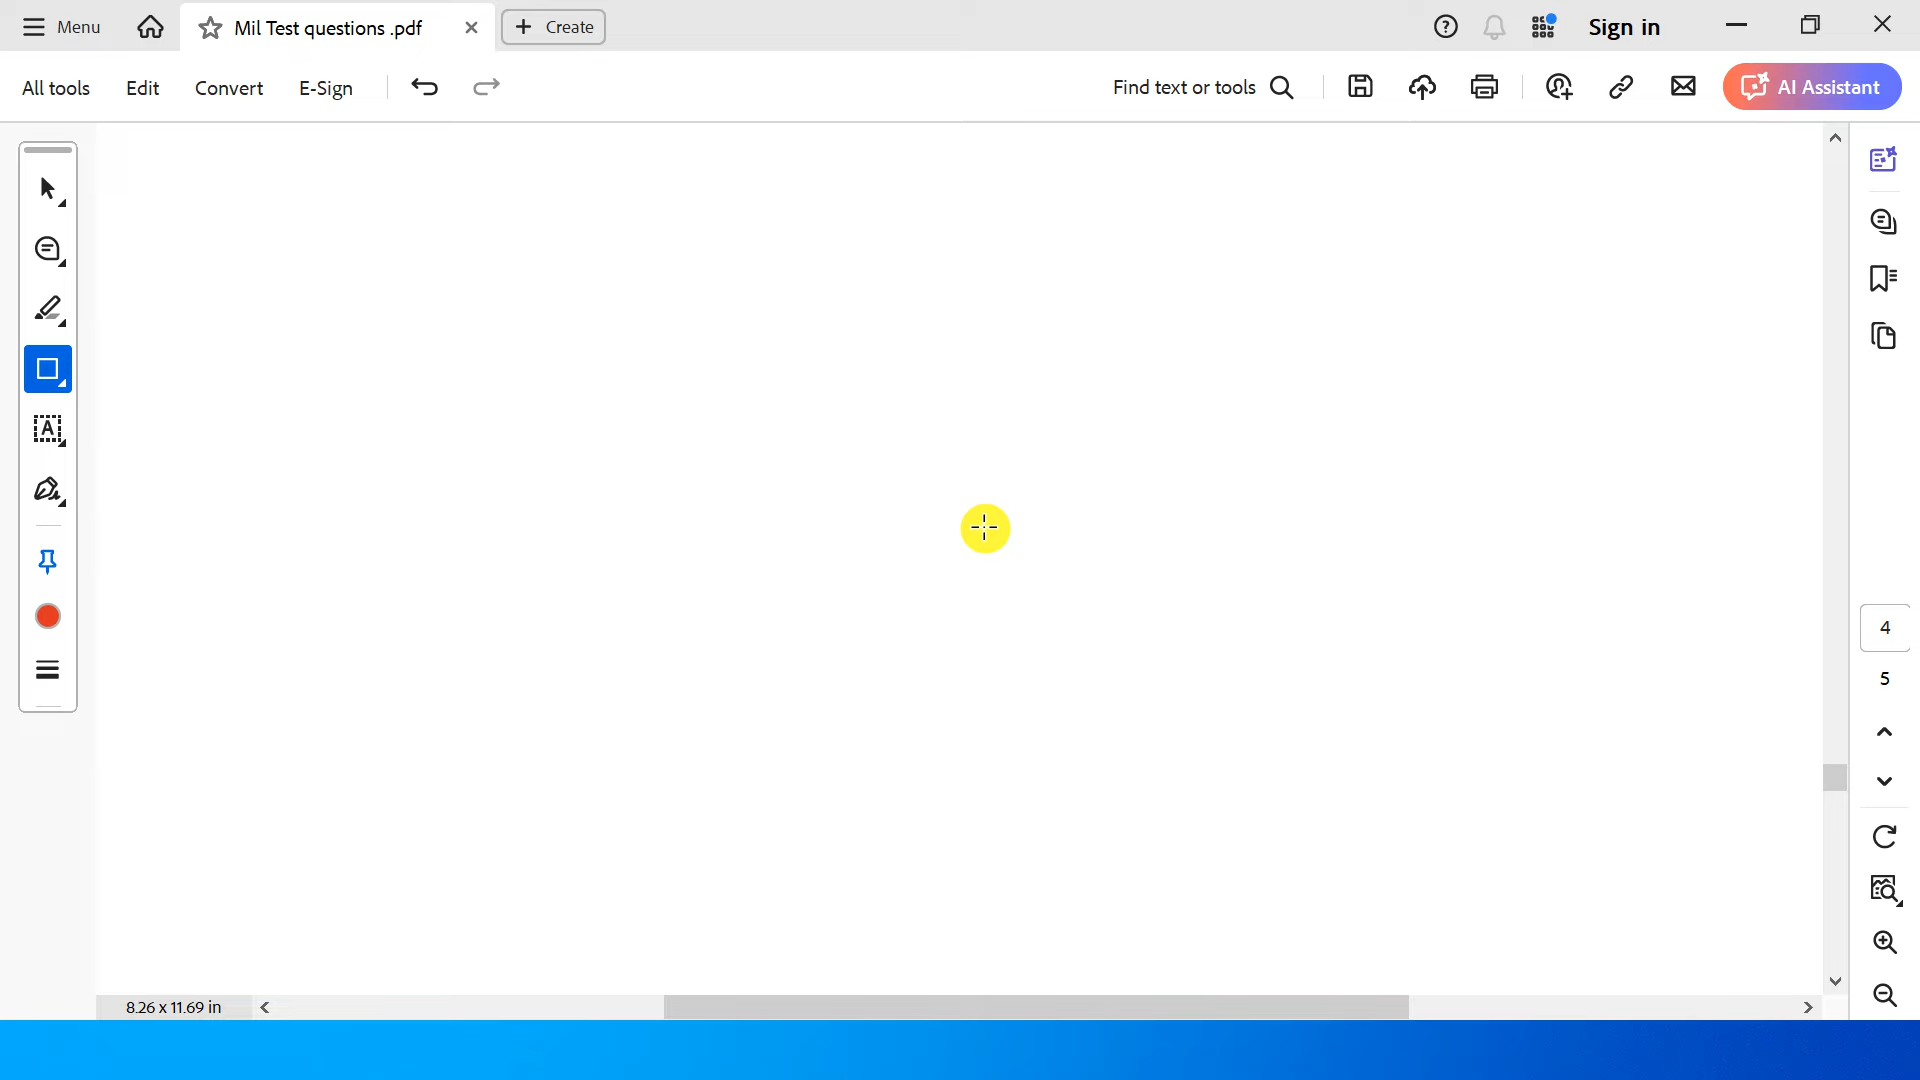 Menu
Mil Test questions .pdf
Create
Sign in
All tools
Edit
Convert
E-Sign
Find text or tools
AI Assistant
A
4
5
8.26 x 11.69 in